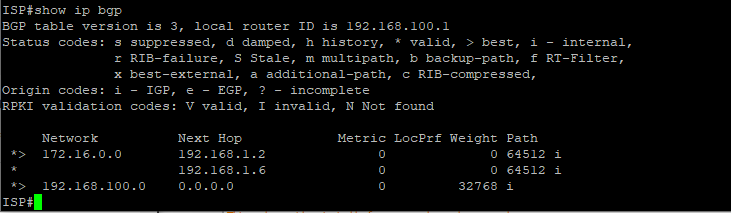 ISP#show ip bgp
BGP table version is 3, local router ID is 192.168.100.1
Status codes: s suppressed, d damped, h history, * valid, > best, i - internal,
              r RIB-failure, S Stale, m multipath, b backup-path, f RT-Filter,
              x best-external, a additional-path, c RIB-compressed,
Origin codes: i - IGP, e - EGP, ? - incomplete
RPKI validation codes: V valid, I invalid, N Not found
     Network          Next Hop            Metric LocPrf Weight Path
 *>  172.16.0.0       192.168.1.2              0             0 64512 i
 *                    192.168.1.6              0             0 64512 i
 *>  192.168.100.0    0.0.0.0                  0         32768 i
ISP#